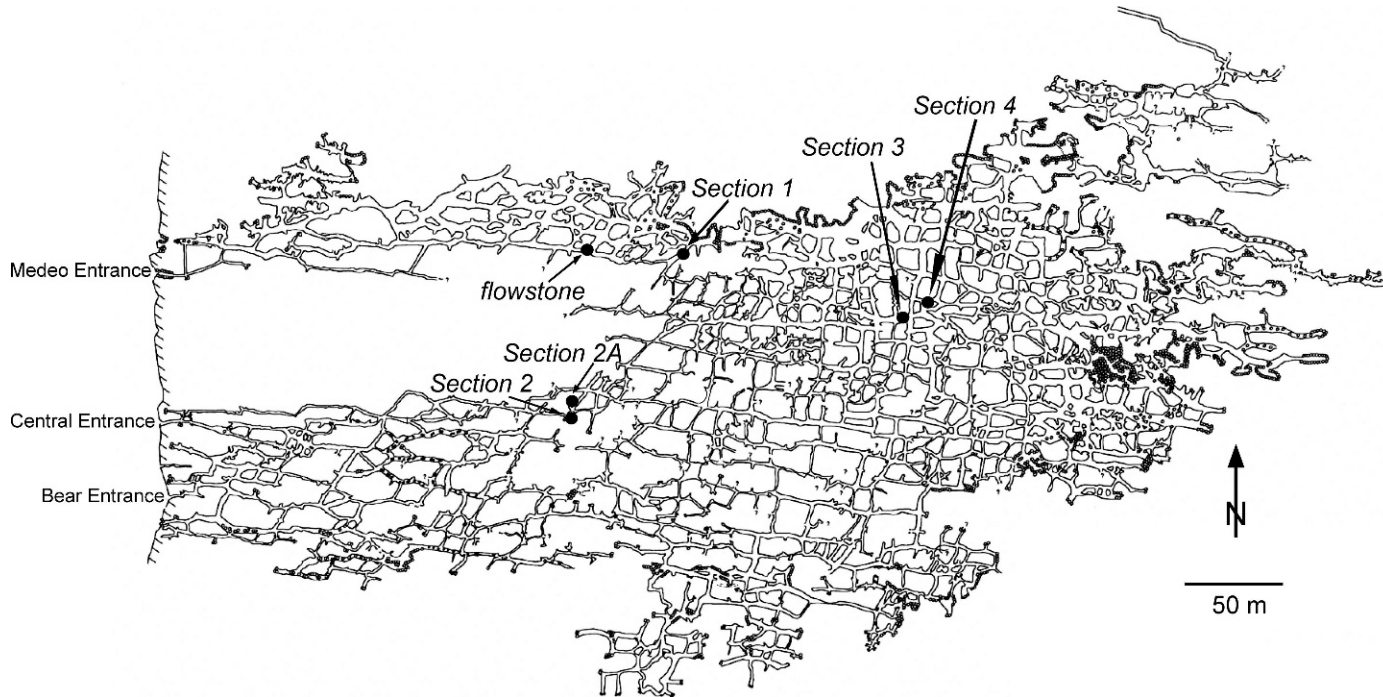 Section 4
Section 3
Section 1
Medeo Entrance
flowstone
Section 2A
Section 2
Central Entrance
Bear Entrance
N
50 m